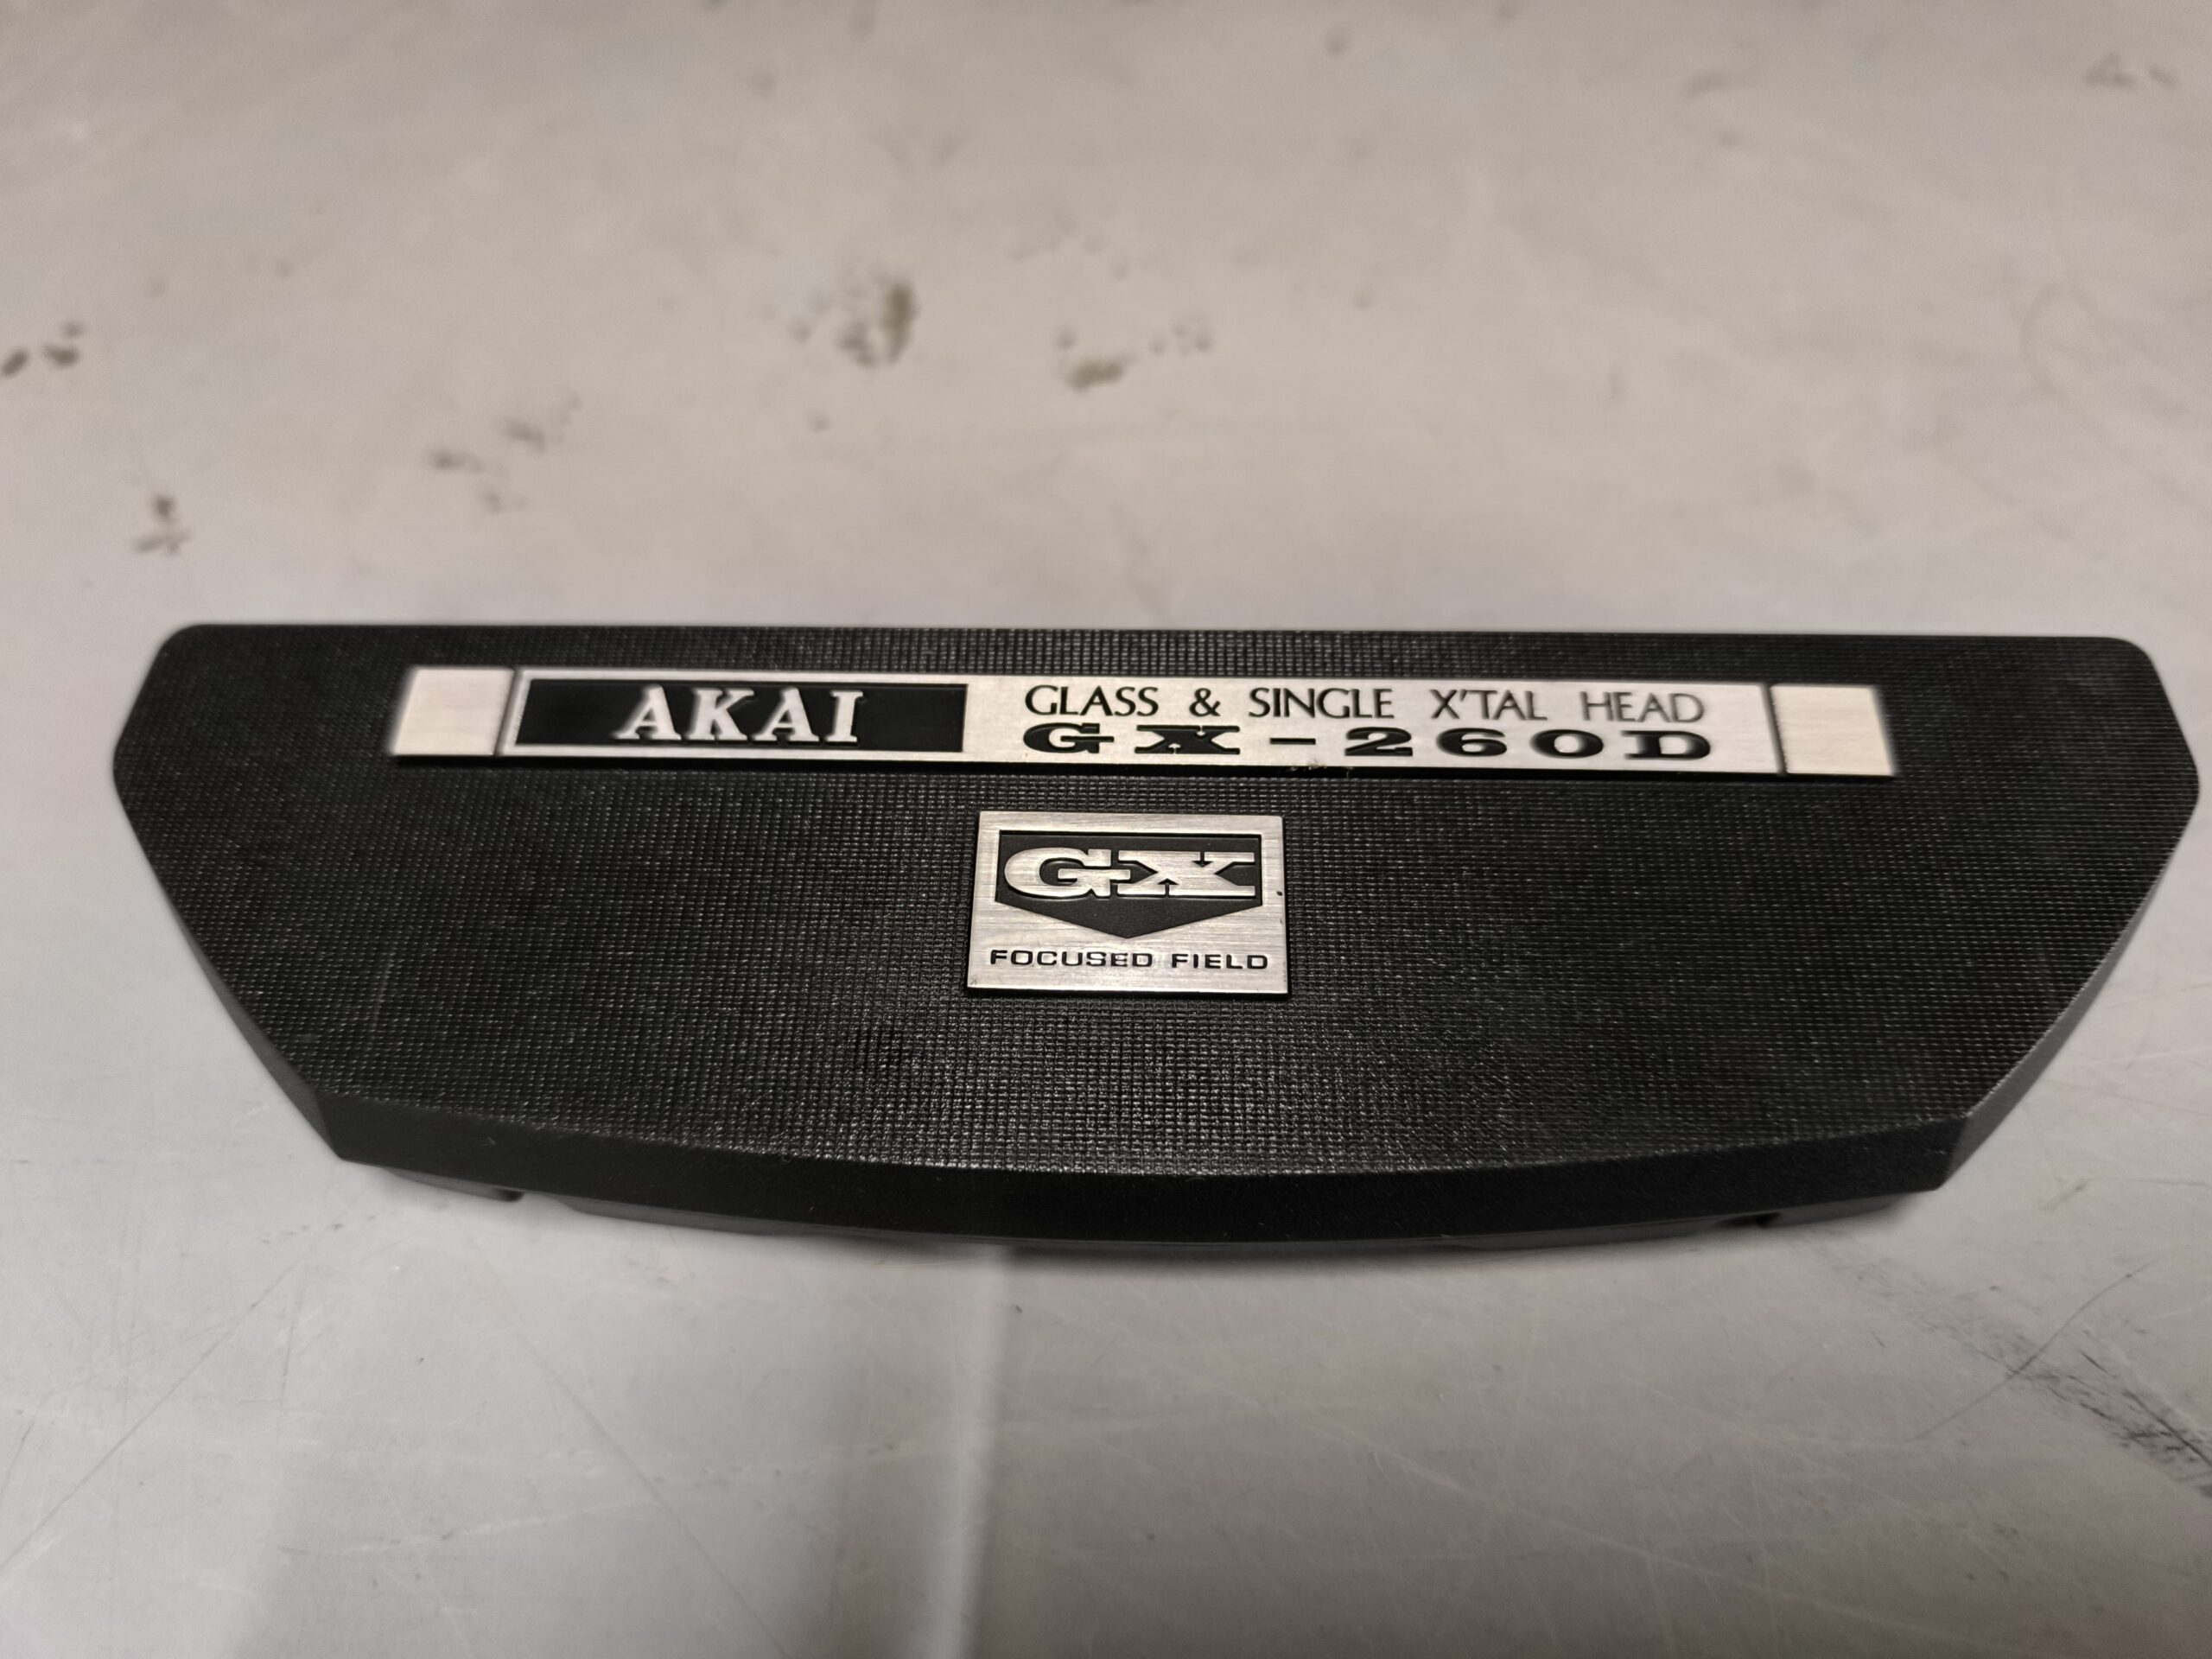 AKAI
GLASS & SINGLE X'TAL HEAD
GX-260D
GX
FOCUSED FIELD